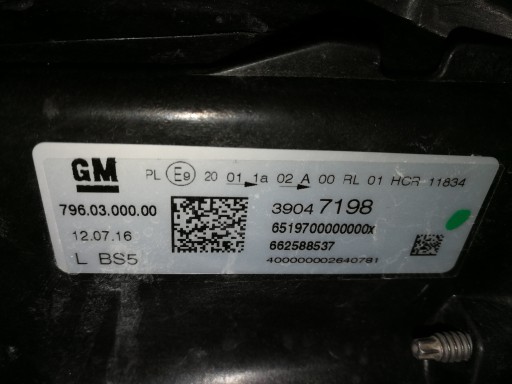 GM
PL E9 20 01 1a 02 A 00 RL 01 HCR 11834
796.03.000.00
39047198
12.07.16
6519700000000x
662588537
L BS5
400000002640781